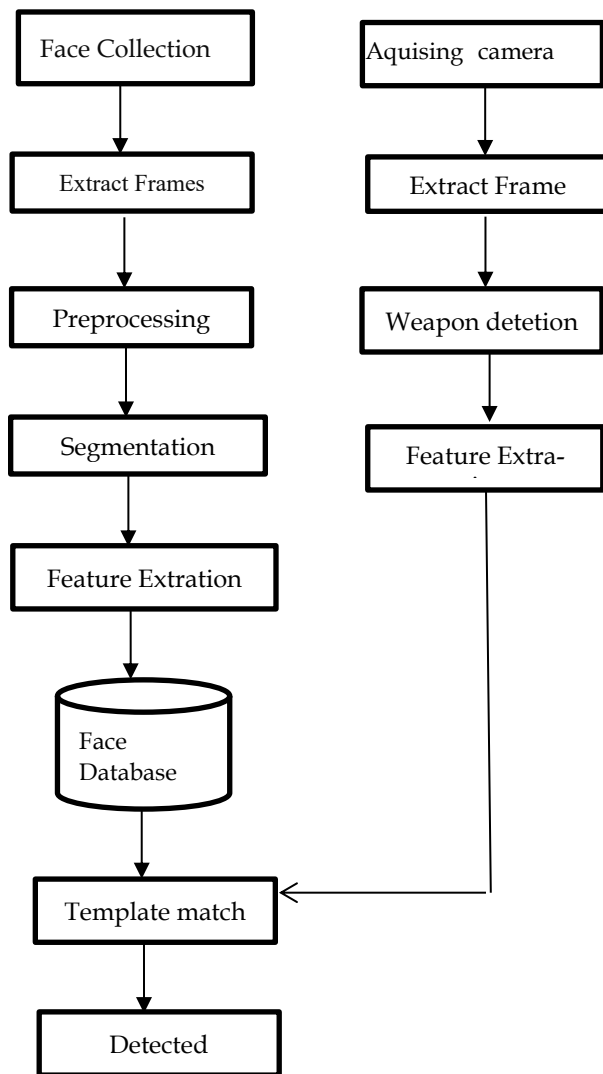 Face Collection
Extract Frames
Preprocessing
Segmentation
Feature Extration
Face
Database
Template match
Detected
Aquising camera
Extract Frame
Weapon detetion
Feature Extra-